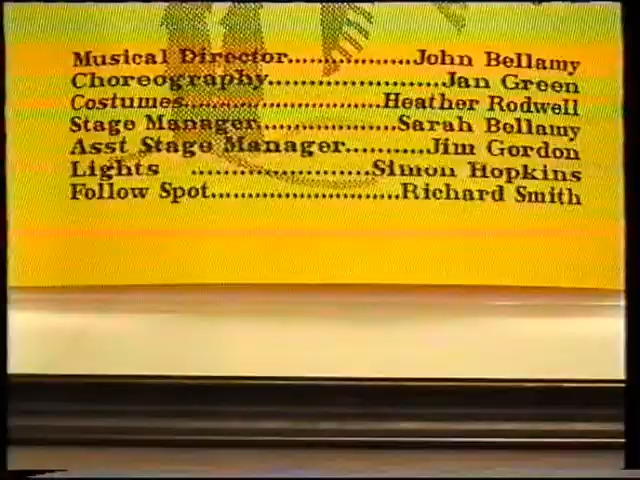 Musical Director.................John Bellamy
Choreography......................Jan Green
Costumes.........................Heather Rodwell
Stage Manager.................Sarah Bellamy
Asst Stage Manager...........Jim Gordon
Lights .......................Simon Hopkins
Follow Spot........................Richard Smith